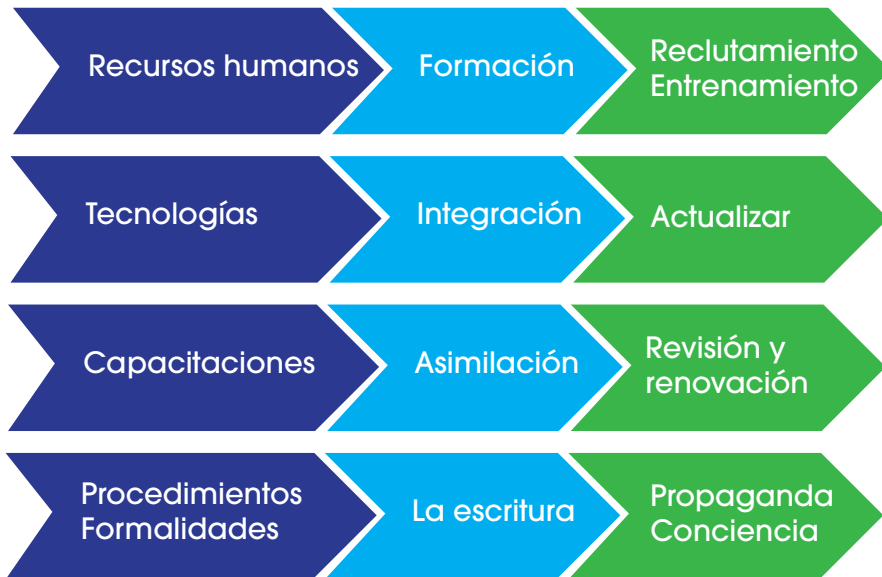 Recursos humanos
Formación
Reclutamiento
Entrenamiento
Tecnologías
Integración
Actualizar
Capacitaciones
Asimilación
Revisión y
renovación
Procedimientos
Formalidades
La escritura
Propaganda
Conciencia